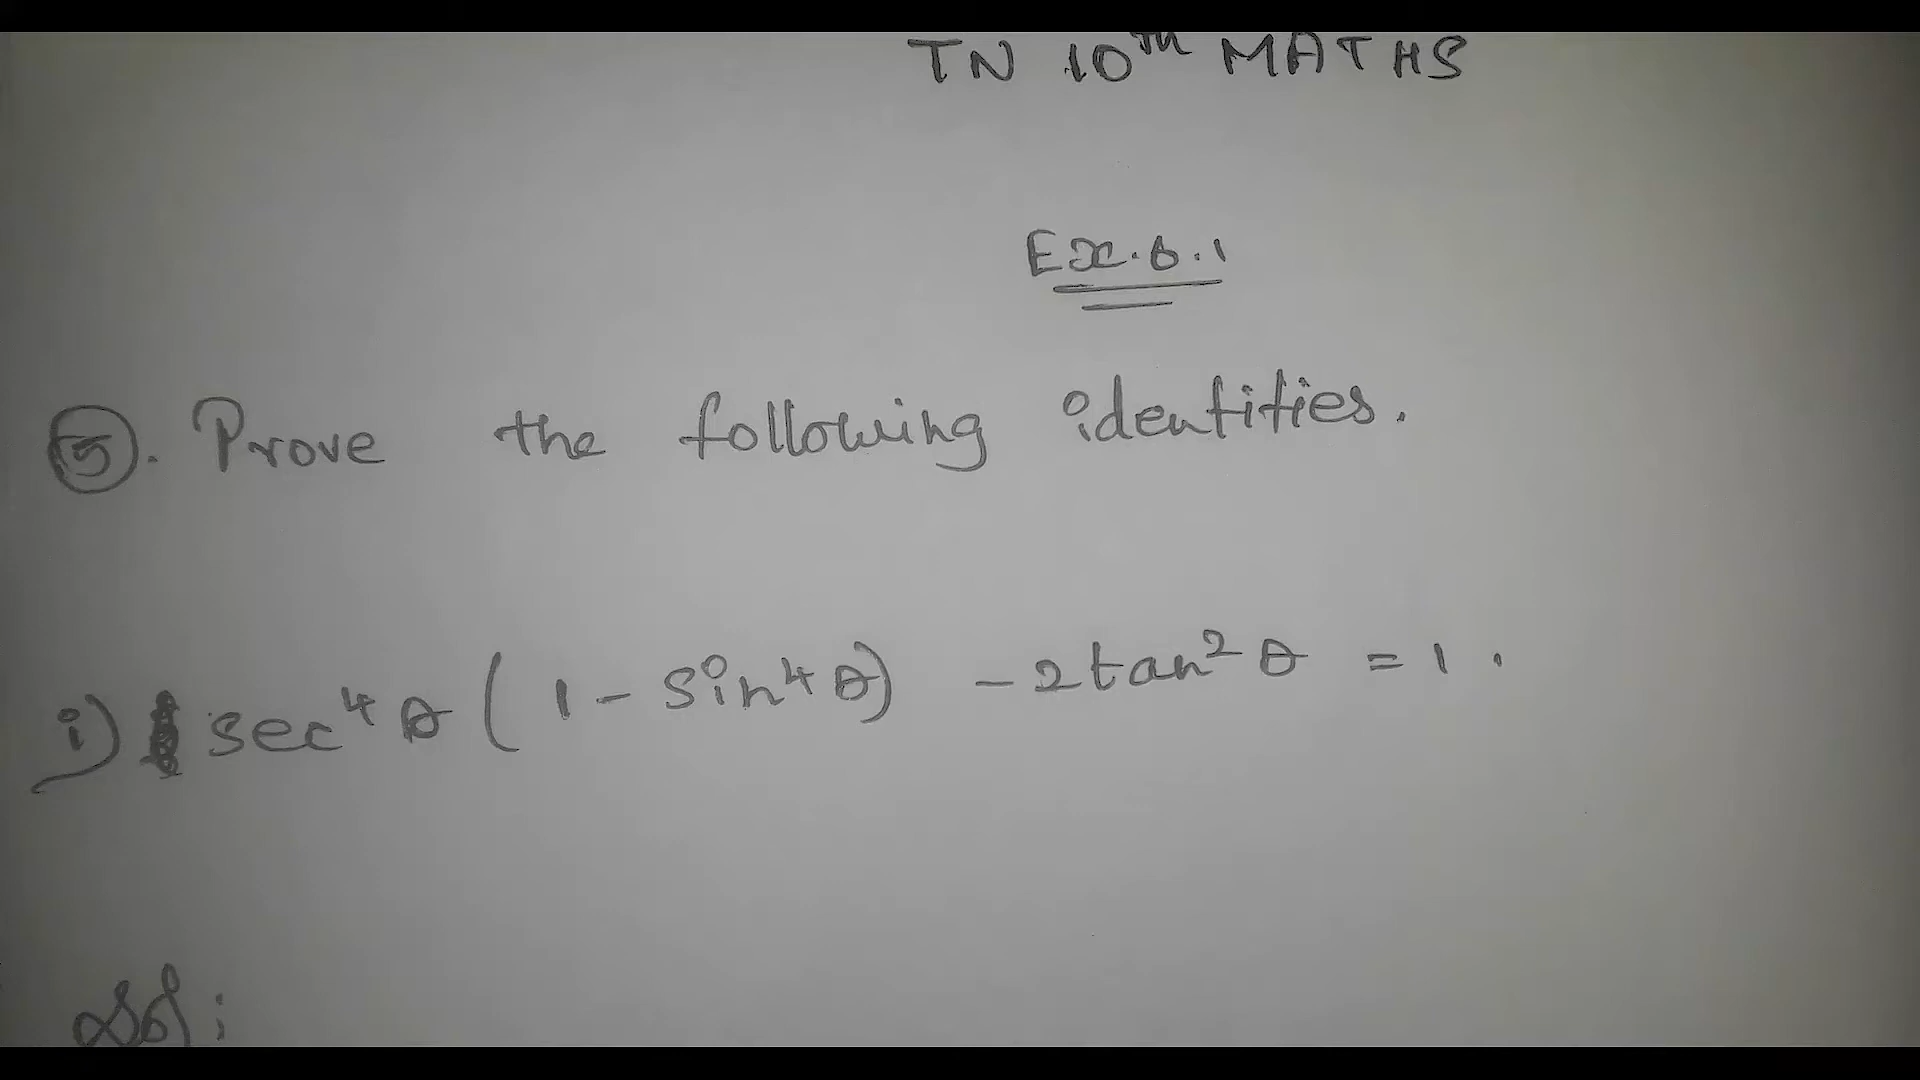 TN 10TH MATHS
Ex.6.1
5. Prove the following identities.
i) sec⁴θ (1 - sin⁴θ) - 2tan²θ = 1.
Sol: